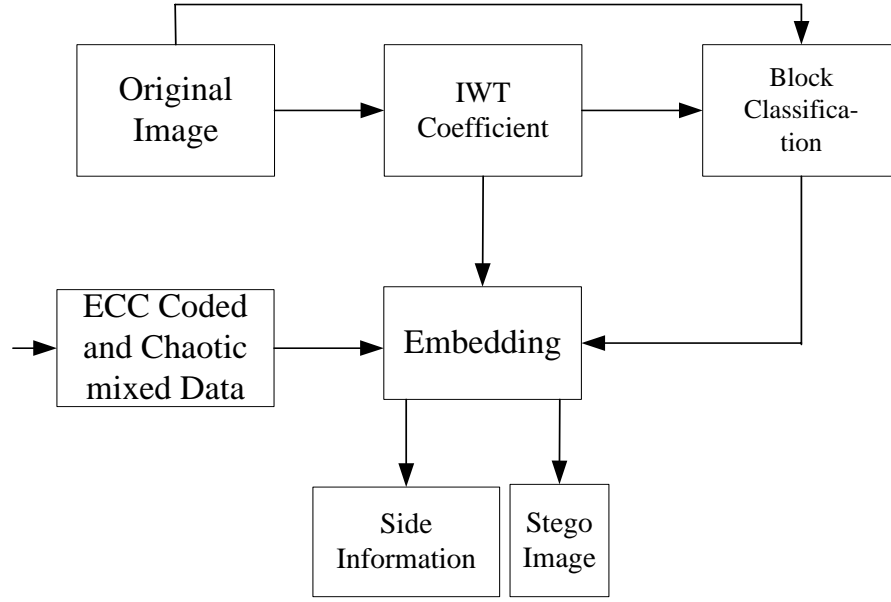 Original
Image
IWT
Coefficient
Block
Classifica-
tion
ECC Coded
and Chaotic
mixed Data
Embedding
Side
Information
Stego
Image